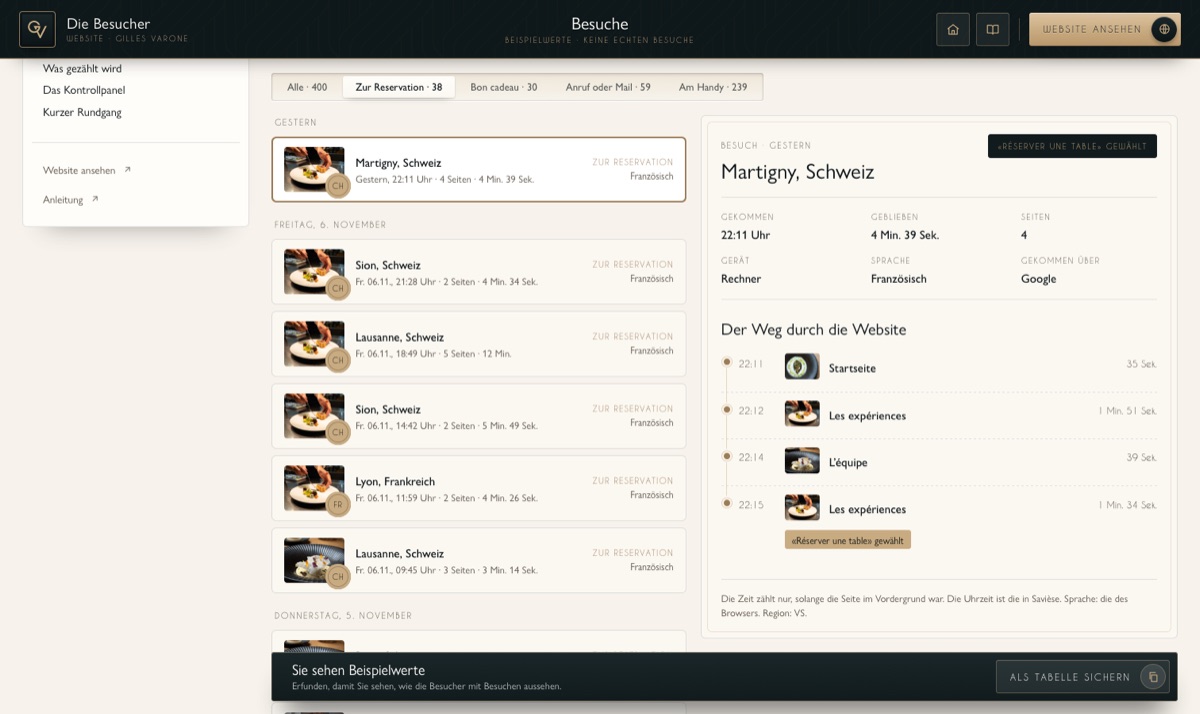 GV
Die Besucher
WEBSITE · GILLES VARONE
Besuche
BEISPIELWERTE · KEINE ECHTEN BESUCHE
WEBSITE ANSEHEN
Was gezählt wird
Das Kontrollpanel
Kurzer Rundgang
Website ansehen ↗
Anleitung ↗
Alle · 400
Zur Reservation · 38
Bon cadeau · 30
Anruf oder Mail · 59
Am Handy · 239
GESTERN
CH
Martigny, Schweiz
Gestern, 22:11 Uhr · 4 Seiten · 4 Min. 39 Sek.
ZUR RESERVATION
Französisch
FREITAG, 6. NOVEMBER
CH
Sion, Schweiz
Fr. 06.11., 21:28 Uhr · 2 Seiten · 4 Min. 34 Sek.
ZUR RESERVATION
Französisch
CH
Lausanne, Schweiz
Fr. 06.11., 18:49 Uhr · 5 Seiten · 12 Min.
ZUR RESERVATION
Französisch
CH
Sion, Schweiz
Fr. 06.11., 14:42 Uhr · 2 Seiten · 5 Min. 49 Sek.
ZUR RESERVATION
Französisch
FR
Lyon, Frankreich
Fr. 06.11., 11:59 Uhr · 2 Seiten · 4 Min. 26 Sek.
ZUR RESERVATION
Französisch
CH
Lausanne, Schweiz
Fr. 06.11., 09:45 Uhr · 3 Seiten · 3 Min. 14 Sek.
ZUR RESERVATION
Französisch
DONNERSTAG, 5. NOVEMBER
BESUCH · GESTERN
«RÉSERVER UNE TABLE» GEWÄHLT
Martigny, Schweiz
GEKOMMEN
22:11 Uhr
GEBLIEBEN
4 Min. 39 Sek.
SEITEN
4
GERÄT
Rechner
SPRACHE
Französisch
GEKOMMEN ÜBER
Google
Der Weg durch die Website
22:11 Startseite 35 Sek.
22:12 Les expériences 1 Min. 51 Sek.
22:14 L'équipe 39 Sek.
22:15 Les expériences 1 Min. 34 Sek.
«Réserver une table» gewählt
Die Zeit zählt nur, solange die Seite im Vordergrund war. Die Uhrzeit ist die in Savièse. Sprache: die des
Browsers. Region: VS.
Sie sehen Beispielwerte
Erfunden, damit Sie sehen, wie die Besucher mit Besuchen aussehen.
ALS TABELLE SICHERN